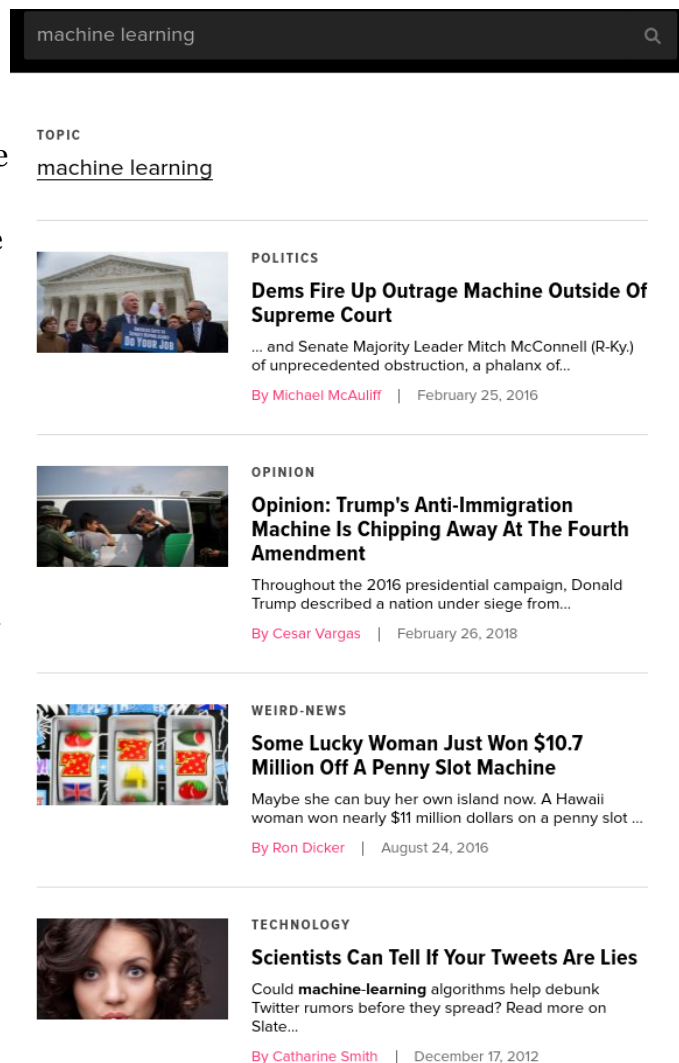 machine learning
TOPIC
machine learning
POLITICS
Dems Fire Up Outrage Machine Outside Of
Supreme Court
... and Senate Majority Leader Mitch McConnell (R-Ky.)
of unprecedented obstruction, a phalanx of...
By Michael McAuliff | February 25, 2016
DO YOUR JOB
OPINION
Opinion: Trump's Anti-Immigration
Machine Is Chipping Away At The Fourth
Amendment
Throughout the 2016 presidential campaign, Donald
Trump described a nation under siege from...
By Cesar Vargas | February 26, 2018
WEIRD-NEWS
Some Lucky Woman Just Won $10.7
Million Off A Penny Slot Machine
Maybe she can buy her own island now. A Hawaii
woman won nearly $11 million dollars on a penny slot ...
By Ron Dicker | August 24, 2016
TECHNOLOGY
Scientists Can Tell If Your Tweets Are Lies
Could machine-learning algorithms help debunk
Twitter rumors before they spread? Read more on
Slate...
By Catharine Smith | December 17, 2012